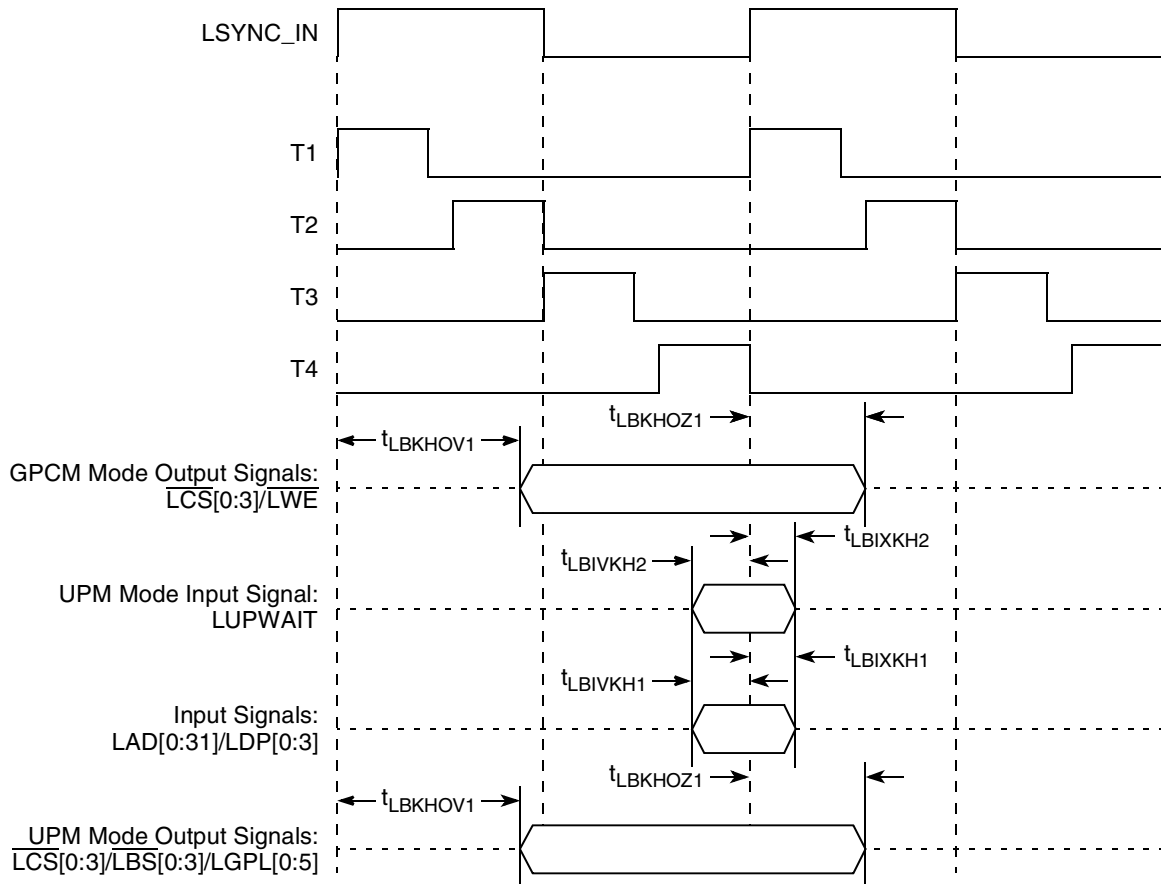 LSYNC_IN
T1
T2
T3
T4
tLBKHOZ1
tLBKHOV1
GPCM Mode Output Signals:
LCS[0:3]/LWE
tLBIXKH2
tLBIVKH2
UPM Mode Input Signal:
LUPWAIT
tLBIXKH1
tLBIVKH1
Input Signals:
LAD[0:31]/LDP[0:3]
tLBKHOZ1
tLBKHOV1
UPM Mode Output Signals:
LCS[0:3]/LBS[0:3]/LGPL[0:5]